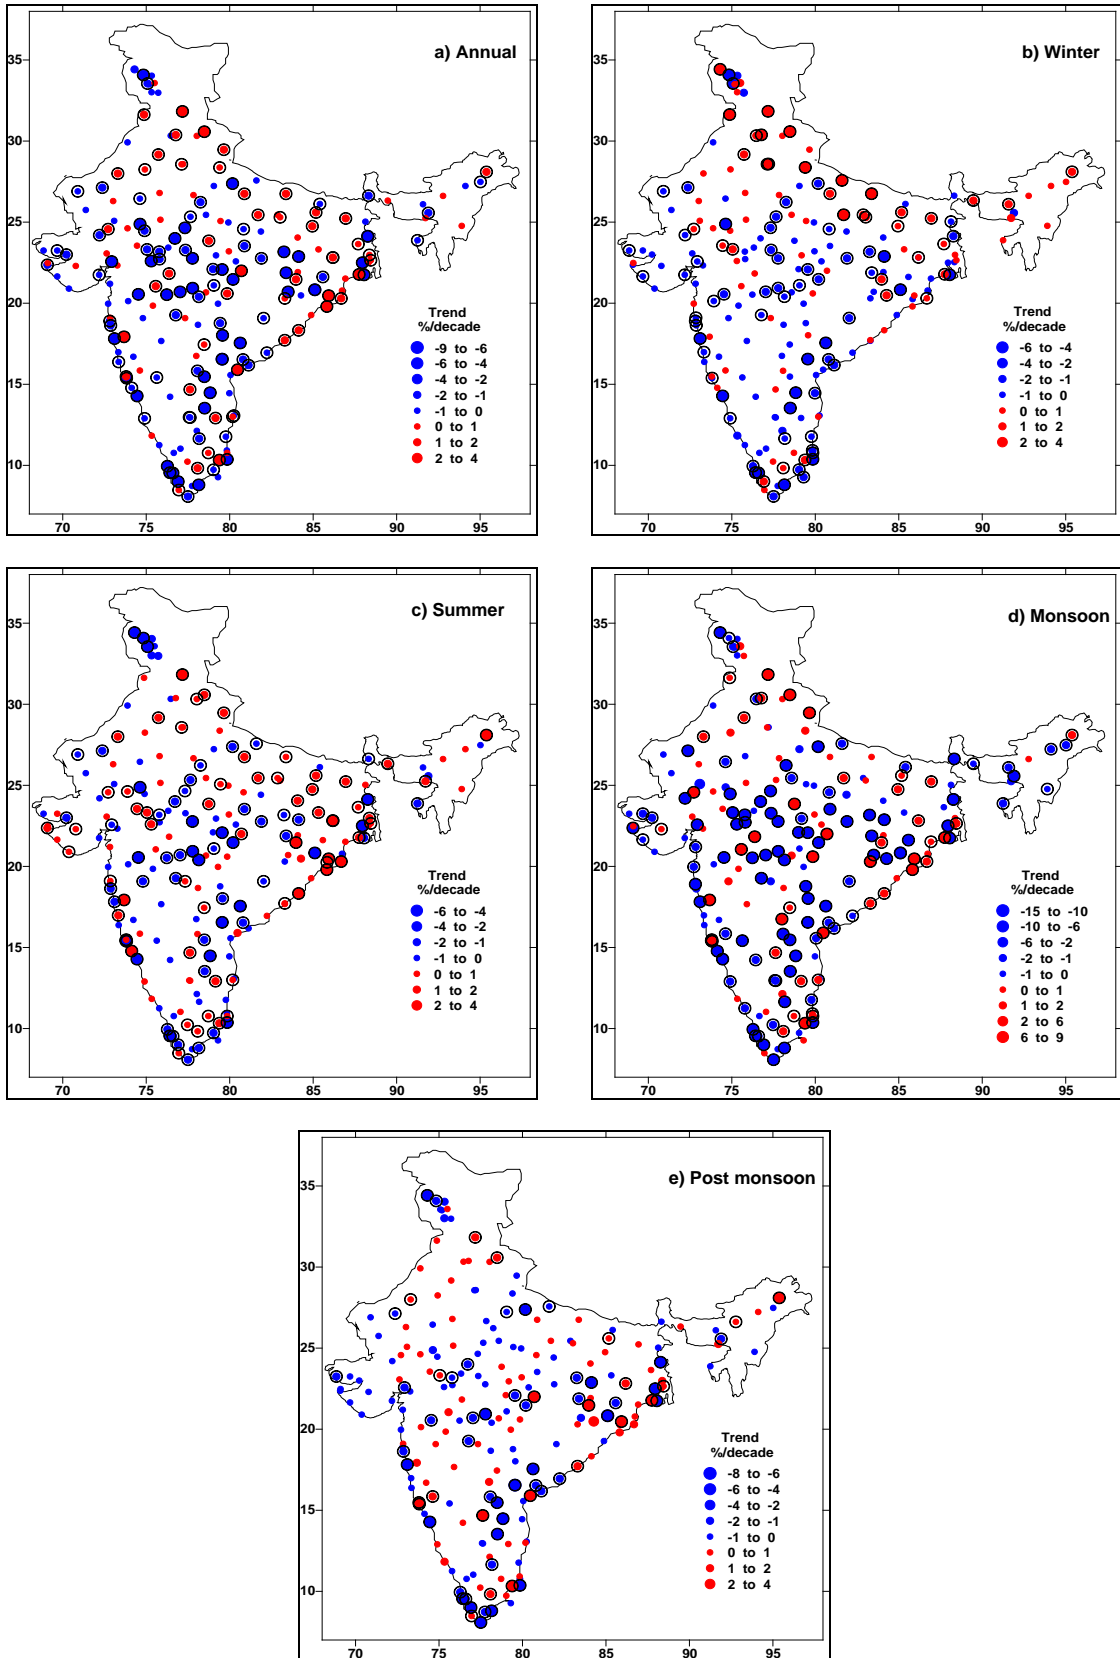 a) Annual
35
30
25
20
15
10
70 75 80 85 90 95
Trend
%/decade
-9 to -6
-6 to -4
-4 to -2
-2 to -1
-1 to 0
0 to 1
1 to 2
2 to 4
b) Winter
35
30
25
20
15
10
70 75 80 85 90 95
Trend
%/decade
-6 to -4
-4 to -2
-2 to -1
-1 to 0
0 to 1
1 to 2
2 to 4
c) Summer
35
30
25
20
15
10
70 75 80 85 90 95
Trend
%/decade
-6 to -4
-4 to -2
-2 to -1
-1 to 0
0 to 1
1 to 2
2 to 4
d) Monsoon
35
30
25
20
15
10
70 75 80 85 90 95
Trend
%/decade
-15 to -10
-10 to -6
-6 to -2
-2 to -1
-1 to 0
0 to 1
1 to 2
2 to 6
6 to 9
e) Post monsoon
35
30
25
20
15
10
70 75 80 85 90 95
Trend
%/decade
-8 to -6
-6 to -4
-4 to -2
-2 to -1
-1 to 0
0 to 1
1 to 2
2 to 4